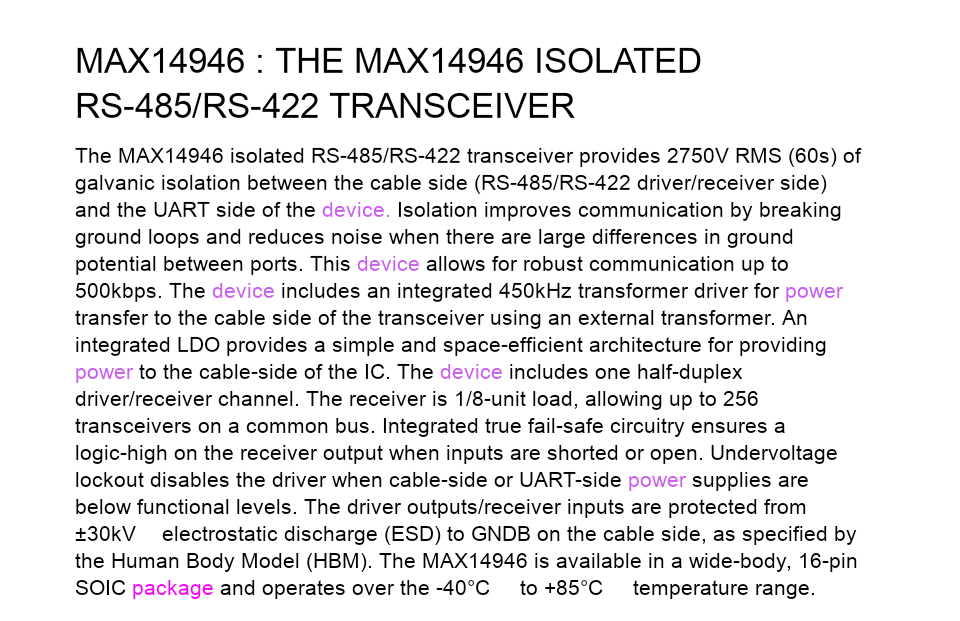 MAX14946 : THE MAX14946 ISOLATED
RS-485/RS-422 TRANSCEIVER
The MAX14946 isolated RS-485/RS-422 transceiver provides 2750V RMS (60s) of
galvanic isolation between the cable side (RS-485/RS-422 driver/receiver side)
and the UART side of the device. Isolation improves communication by breaking
ground loops and reduces noise when there are large differences in ground
potential between ports. This device allows for robust communication up to
500kbps. The device includes an integrated 450kHz transformer driver for power
transfer to the cable side of the transceiver using an external transformer. An
integrated LDO provides a simple and space-efficient architecture for providing
power to the cable-side of the IC. The device includes one half-duplex
driver/receiver channel. The receiver is 1/8-unit load, allowing up to 256
transceivers on a common bus. Integrated true fail-safe circuitry ensures a
logic-high on the receiver output when inputs are shorted or open. Undervoltage
lockout disables the driver when cable-side or UART-side power supplies are
below functional levels. The driver outputs/receiver inputs are protected from
±30kV electrostatic discharge (ESD) to GNDB on the cable side, as specified by
the Human Body Model (HBM). The MAX14946 is available in a wide-body, 16-pin
SOIC package and operates over the -40°C to +85°C temperature range.